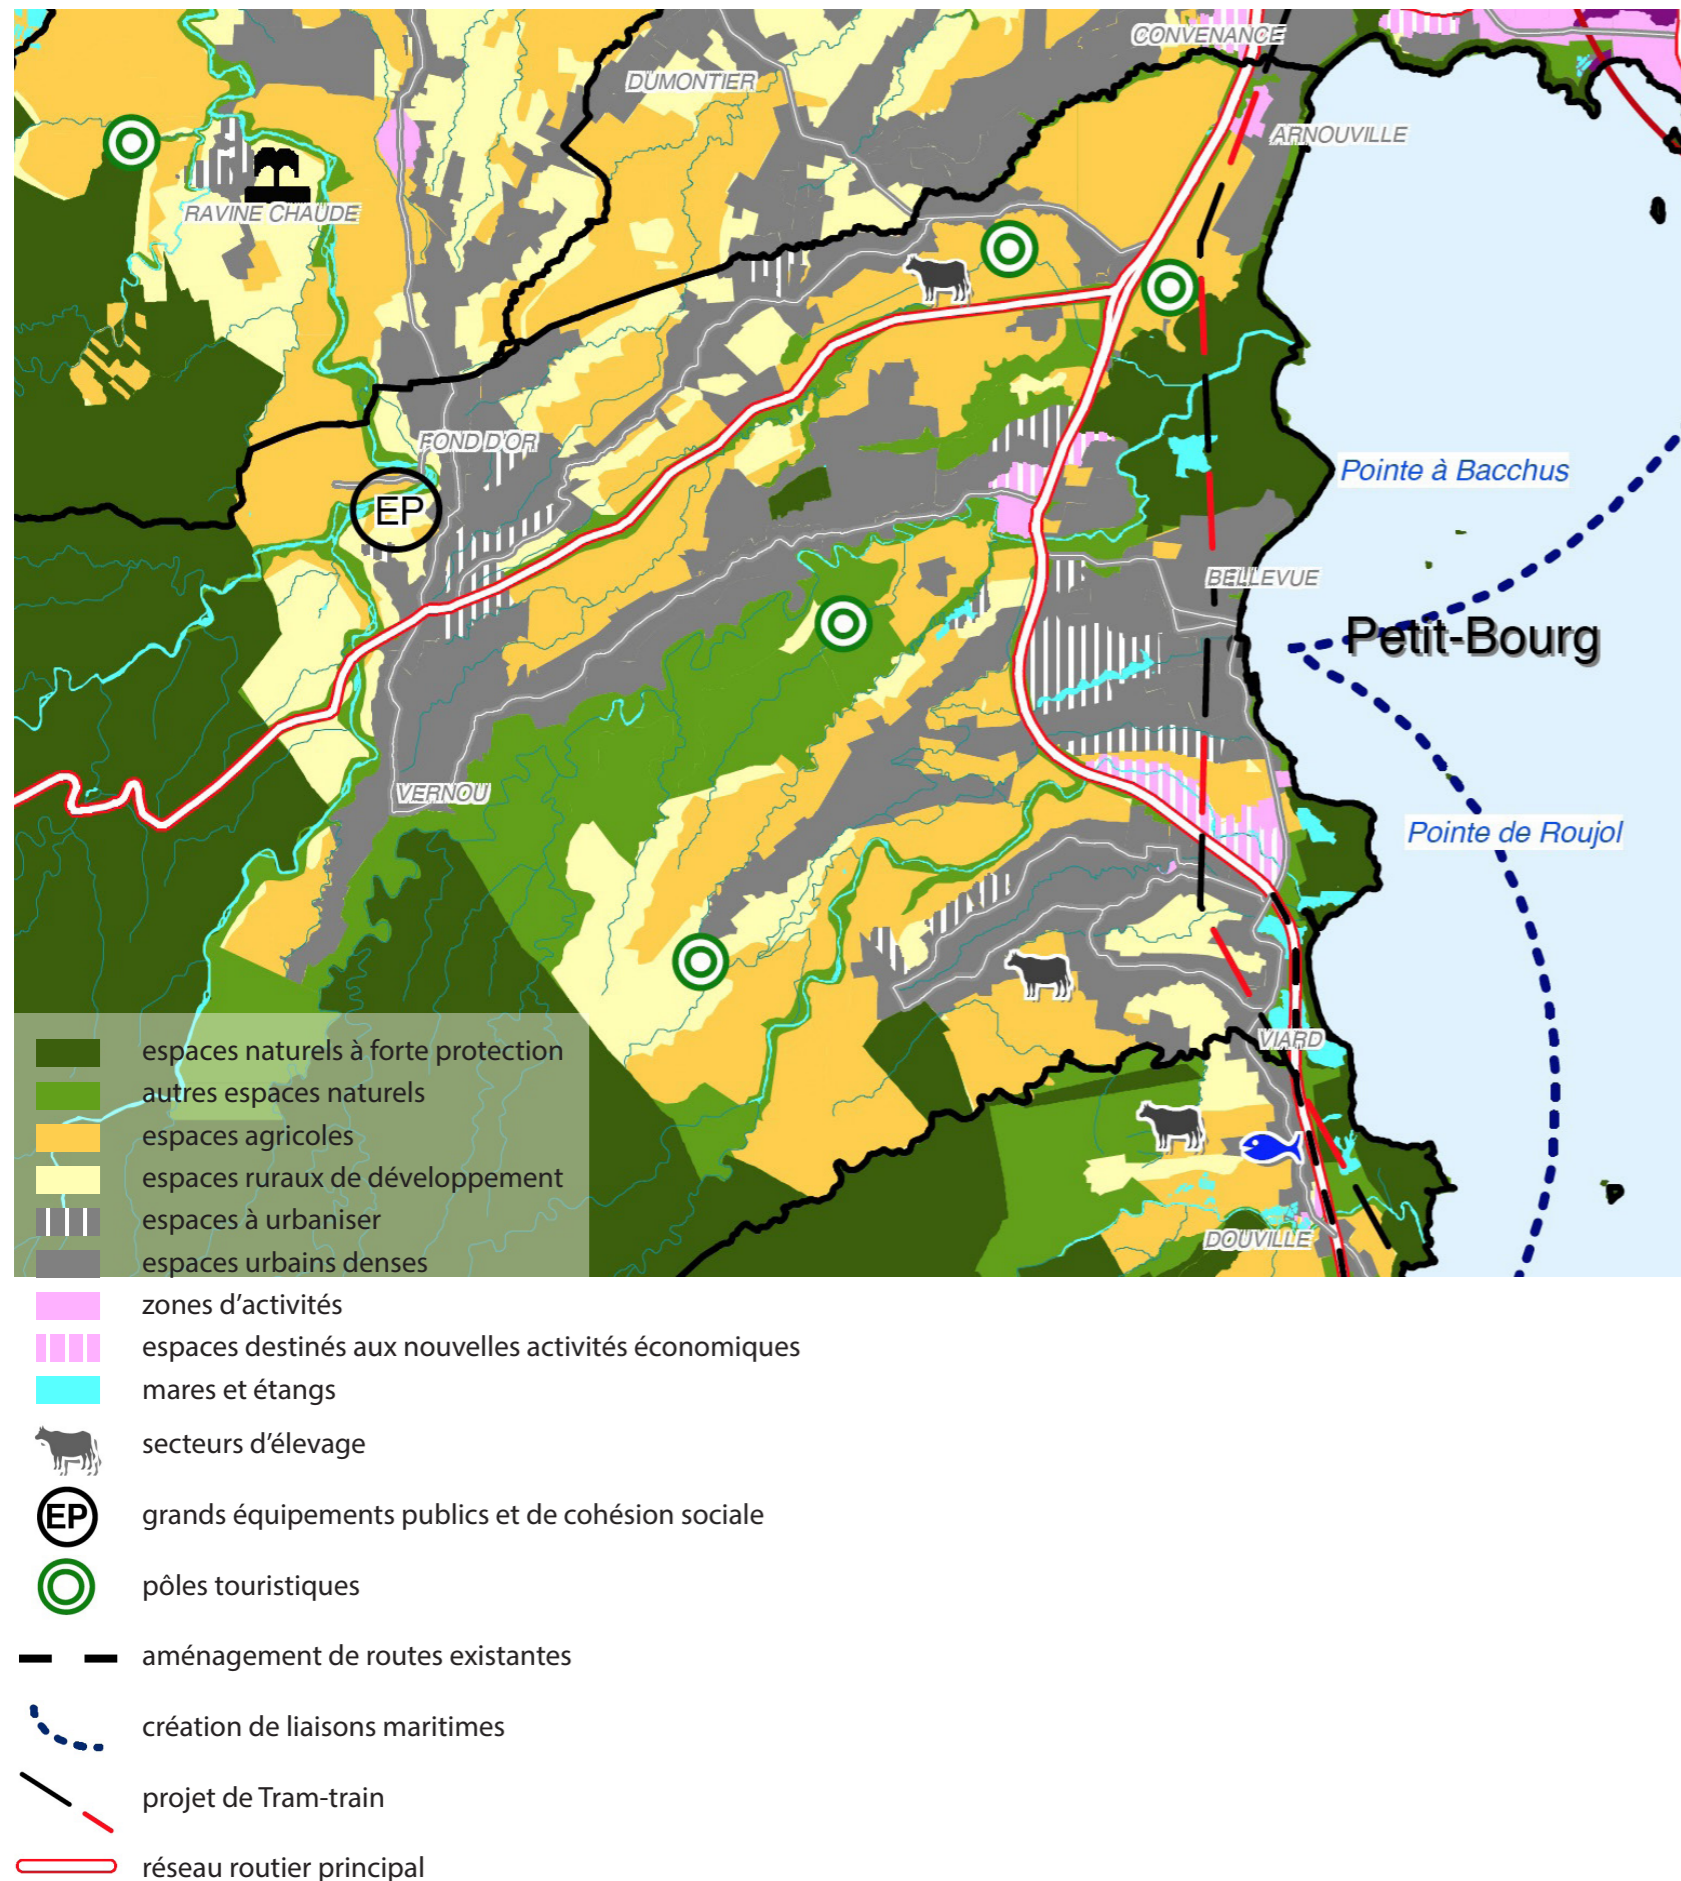 CONVENANCE
DUMONTIER
ARNOUVILLE
RAVINE CHAUDE
FOND D'OR
Pointe à Bacchus
EP
BELLEVUE
Petit-Bourg
VERNOU
Pointe de Roujol
VIARD
DOUVILLE
espaces naturels à forte protection
autres espaces naturels
espaces agricoles
espaces ruraux de développement
espaces à urbaniser
espaces urbains denses
zones d'activités
espaces destinés aux nouvelles activités économiques
mares et étangs
secteurs d'élevage
EP grands équipements publics et de cohésion sociale
pôles touristiques
aménagement de routes existantes
création de liaisons maritimes
projet de Tram-train
réseau routier principal